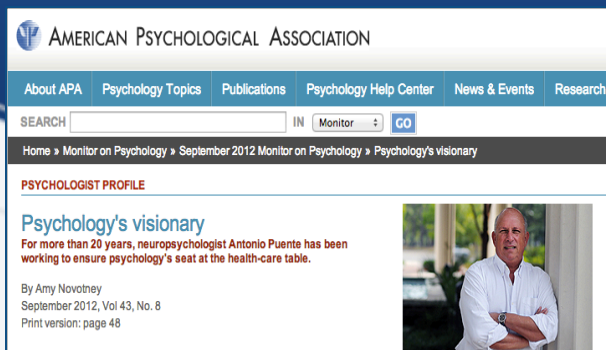 AMERICAN PSYCHOLOGICAL ASSOCIATION
About APA Psychology Topics Publications Psychology Help Center News & Events Research
SEARCH IN Monitor GO
Home » Monitor on Psychology » September 2012 Monitor on Psychology » Psychology's visionary
PSYCHOLOGIST PROFILE
Psychology's visionary
For more than 20 years, neuropsychologist Antonio Puente has been
working to ensure psychology's seat at the health-care table.
By Amy Novotney
September 2012, Vol 43, No. 8
Print version: page 48